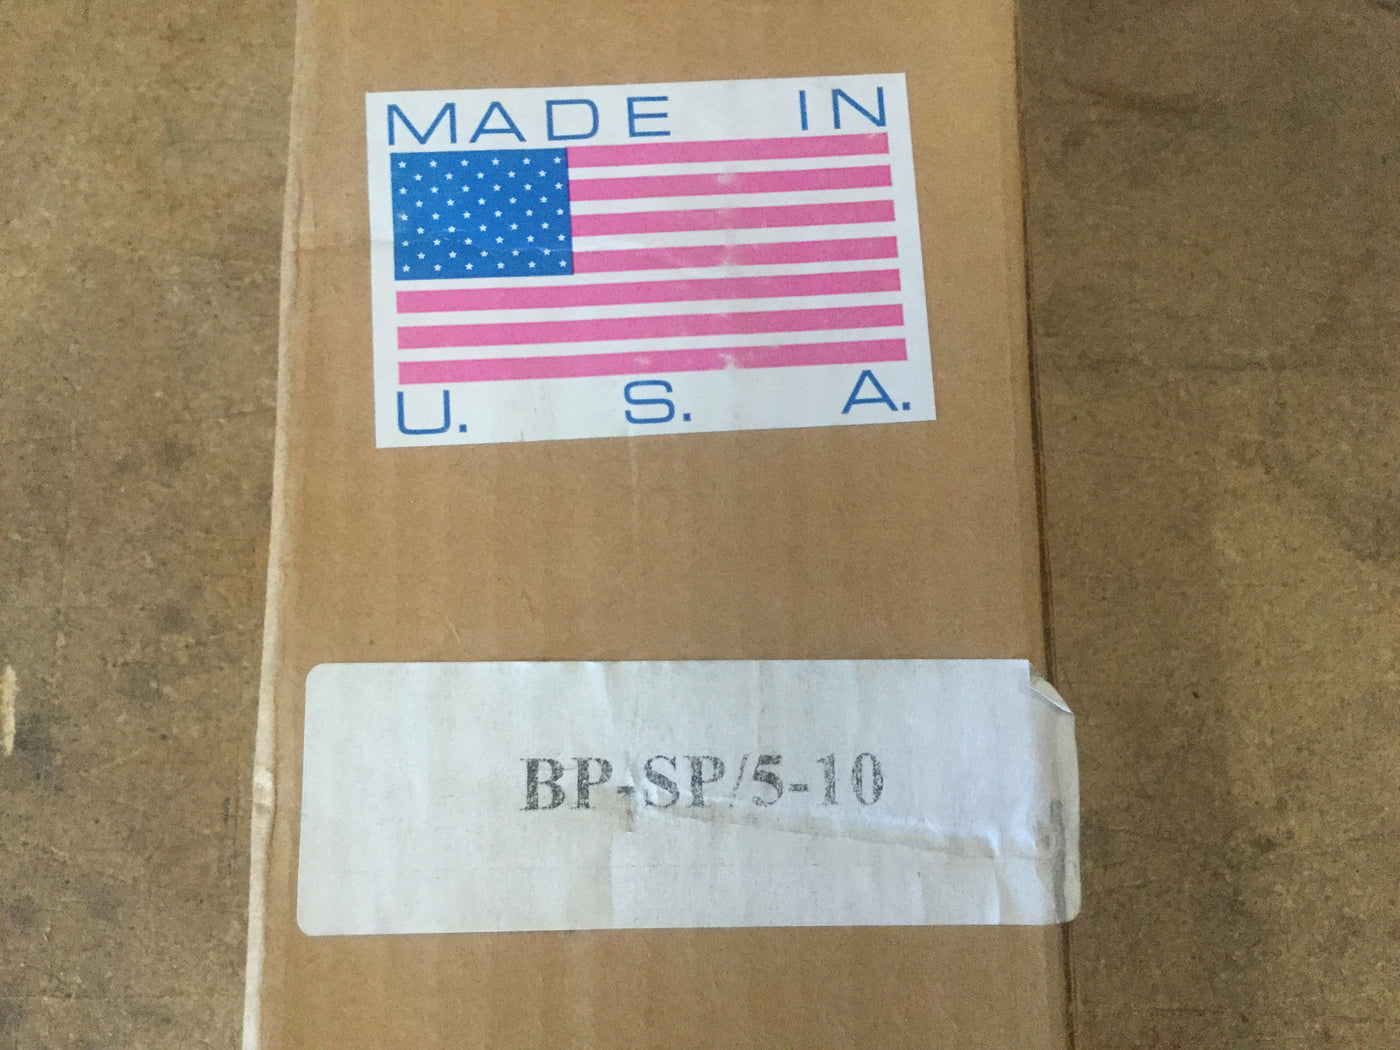 MADE IN
U. S. A.
BP-SP/5-10